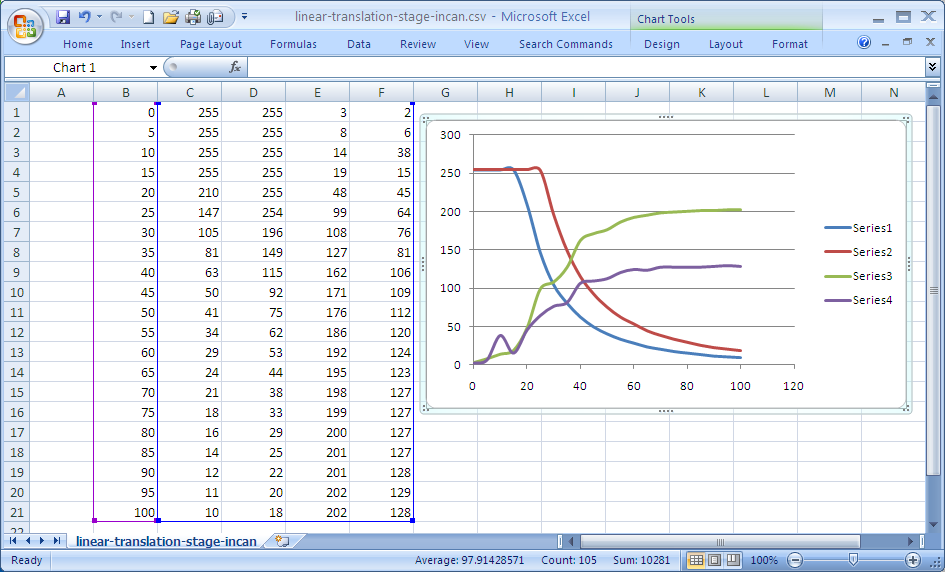 linear-translation-stage-incan.csv - Microsoft Excel
Chart Tools
Home Insert Page Layout Formulas Data Review View Search Commands Design Layout Format
Chart 1 fx
A B C D E F G H I J K L M N
1 0 255 255 3 2
2 5 255 255 8 6
3 10 255 255 14 38
4 15 255 255 19 15
5 20 210 255 48 45
6 25 147 254 99 64
7 30 105 196 108 76
8 35 81 149 127 81
9 40 63 115 162 106
10 45 50 92 171 109
11 50 41 75 176 112
12 55 34 62 186 120
13 60 29 53 192 124
14 65 24 44 195 123
15 70 21 38 198 127
16 75 18 33 199 127
17 80 16 29 200 127
18 85 14 25 201 127
19 90 12 22 201 128
20 95 11 20 202 129
21 100 10 18 202 128
22
300
250
200
150
100
50
0
0 20 40 60 80 100 120
Series1
Series2
Series3
Series4
linear-translation-stage-incan
Ready Average: 97.91428571 Count: 105 Sum: 10281 100%